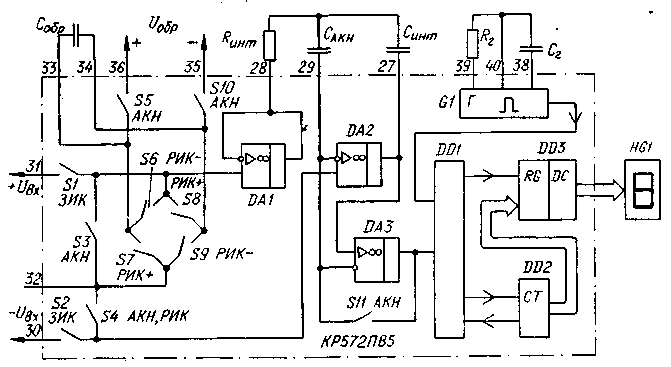 Cобр
Uобр
+
−
Rинт
Cакн
Cинт
Rг
Cг
33 34 36 35 28 29 27 39 40 38
S5
АКН
S10
АКН
G1
Г
DA2
DD1
DD3
HG1
31
+Uвх
S1
ЗИК
S6 РИК−
РИК+
S8
▷∞
DA1
▷∞
RG DC
S3
АКН
S7
РИК+
S9 РИК−
DA3
▷∞
DD2
CT
32
S2
ЗИК
−Uвх
30
S4 АКН, РИК
S11 АКН
КР572ПВ5